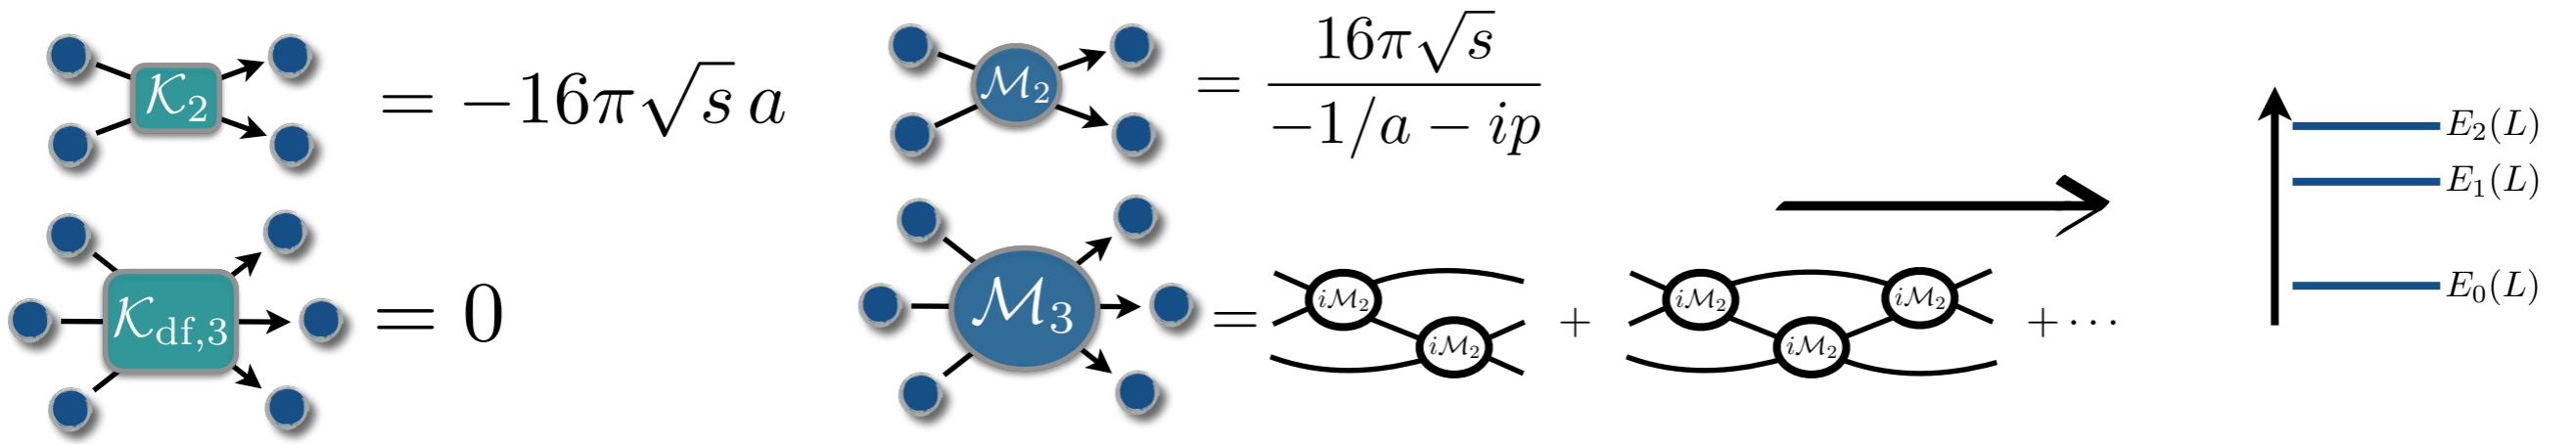 𝒦₂ = −16π√s a
ℳ₂ = 16π√s / (−1/a − ip)
𝒦df,3 = 0
ℳ₃ = iℳ₂ iℳ₂ + iℳ₂ iℳ₂ iℳ₂ + ⋯
E₂(L)
E₁(L)
E₀(L)